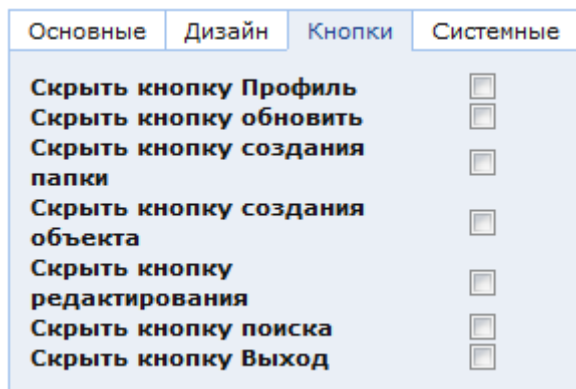 Основные Дизайн Кнопки Системные
Скрыть кнопку Профиль
Скрыть кнопку обновить
Скрыть кнопку создания
папки
Скрыть кнопку создания
объекта
Скрыть кнопку
редактирования
Скрыть кнопку поиска
Скрыть кнопку Выход